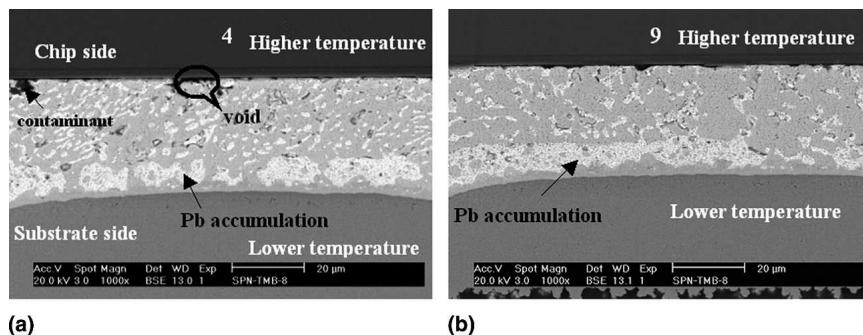 Chip side
4
Higher temperature
contaminant
void
Pb accumulation
Substrate side
Lower temperature
Acc.V Spot Magn Det WD Exp
20.0 kV 3.0 1000x BSE 13.0 1
20 µm
SPN-TMB-8
(a)
9
Higher temperature
Pb accumulation
Lower temperature
Acc.V Spot Magn Det WD Exp
20.0 kV 3.0 1000x BSE 13.1 1
20 µm
SPN-TMB-8
(b)